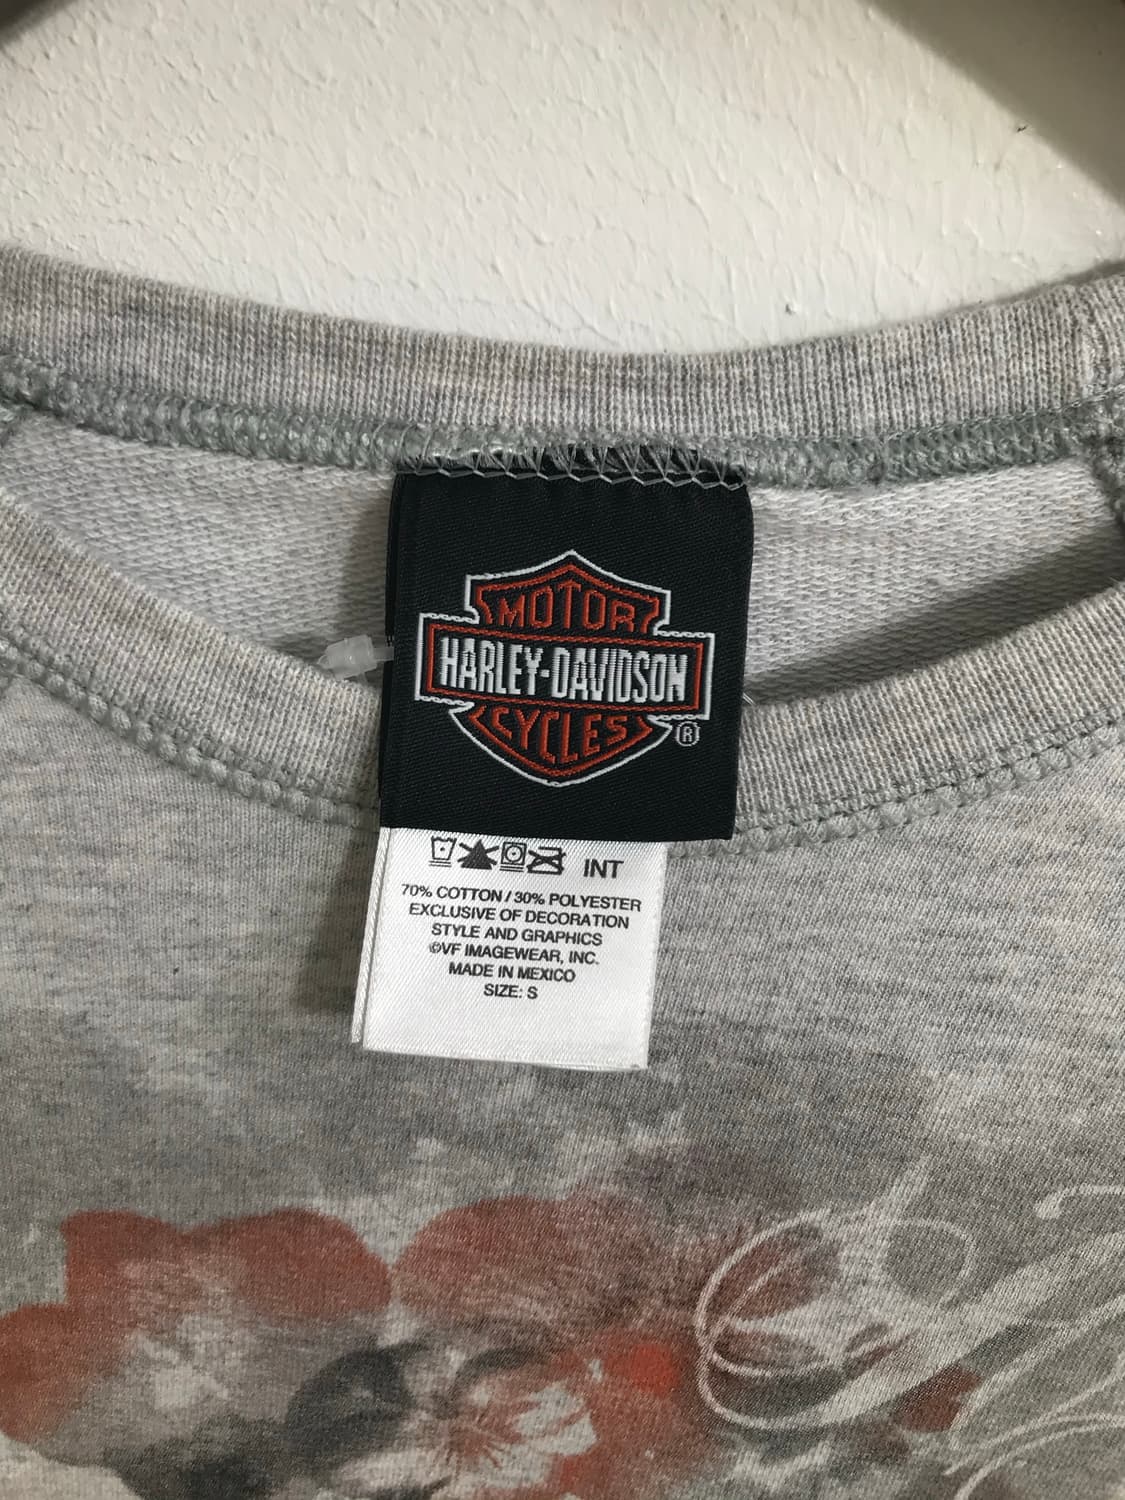 MOTOR
HARLEY-DAVIDSON
CYCLES
®
INT
70% COTTON / 30% POLYESTER
EXCLUSIVE OF DECORATION
STYLE AND GRAPHICS
©VF IMAGEWEAR, INC.
MADE IN MEXICO
SIZE: S